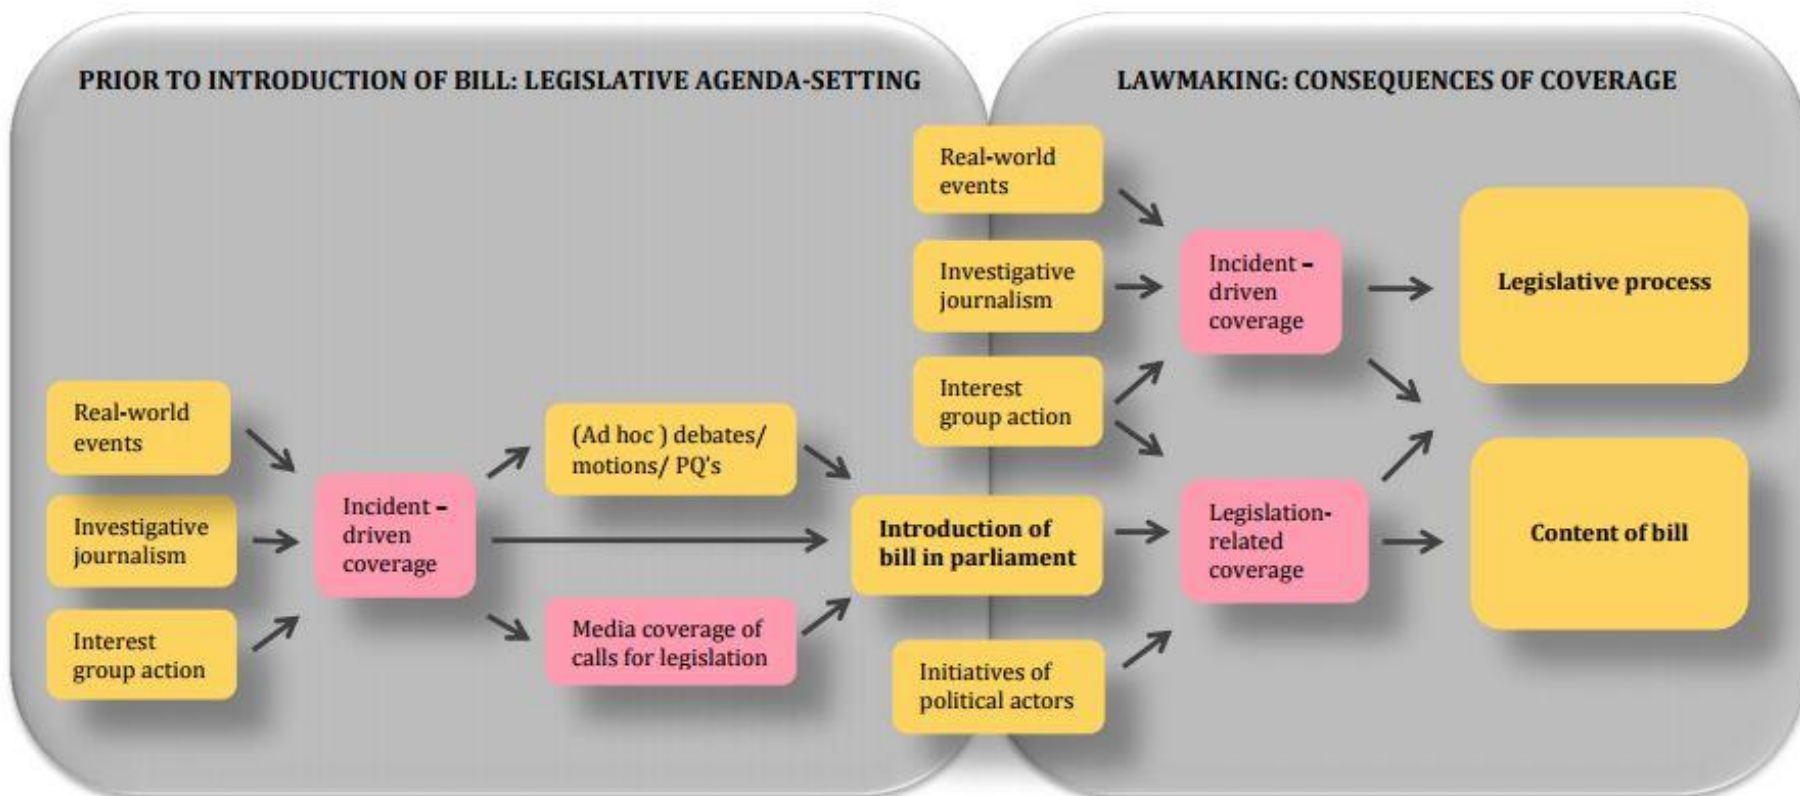 PRIOR TO INTRODUCTION OF BILL: LEGISLATIVE AGENDA-SETTING
Real-world
events
Investigative
journalism
Interest
group action
Incident –
driven
coverage
(Ad hoc ) debates/
motions/ PQ's
Media coverage of
calls for legislation
Introduction of
bill in parliament
LAWMAKING: CONSEQUENCES OF COVERAGE
Real-world
events
Investigative
journalism
Interest
group action
Initiatives of
political actors
Incident –
driven
coverage
Legislation-
related
coverage
Legislative process
Content of bill